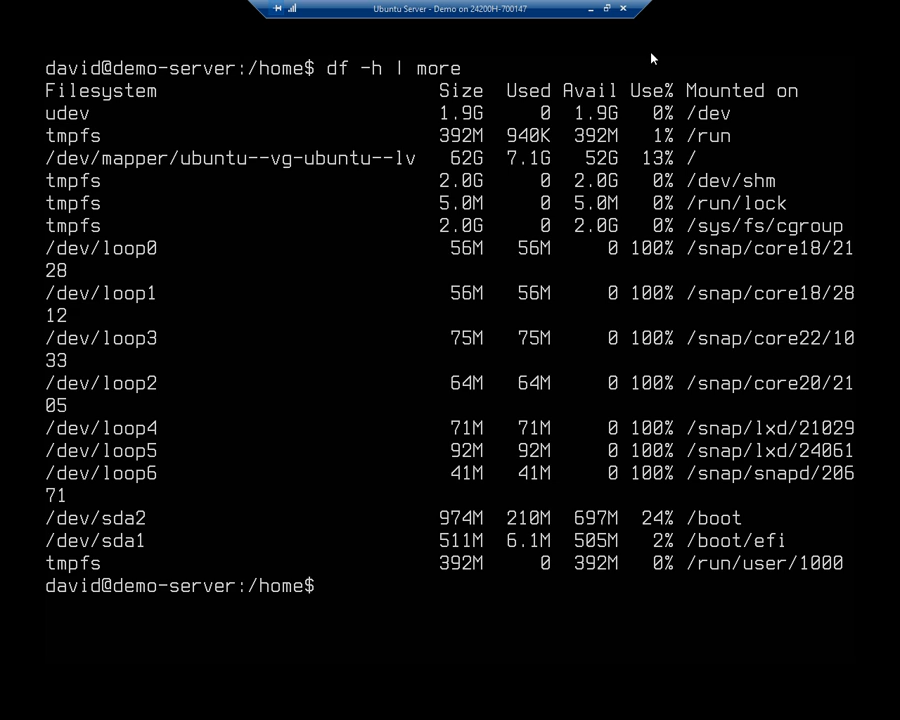 Ubuntu Server - Demo on 24200H-700147
david@demo-server:/home$ df -h | more
Filesystem Size Used Avail Use% Mounted on
udev 1.9G 0 1.9G 0% /dev
tmpfs 392M 940K 392M 1% /run
/dev/mapper/ubuntu--vg-ubuntu--lv 62G 7.1G 52G 13% /
tmpfs 2.0G 0 2.0G 0% /dev/shm
tmpfs 5.0M 0 5.0M 0% /run/lock
tmpfs 2.0G 0 2.0G 0% /sys/fs/cgroup
/dev/loop0 56M 56M 0 100% /snap/core18/21
28
/dev/loop1 56M 56M 0 100% /snap/core18/28
12
/dev/loop3 75M 75M 0 100% /snap/core22/10
33
/dev/loop2 64M 64M 0 100% /snap/core20/21
05
/dev/loop4 71M 71M 0 100% /snap/lxd/21029
/dev/loop5 92M 92M 0 100% /snap/lxd/24061
/dev/loop6 41M 41M 0 100% /snap/snapd/206
71
/dev/sda2 974M 210M 697M 24% /boot
/dev/sda1 511M 6.1M 505M 2% /boot/efi
tmpfs 392M 0 392M 0% /run/user/1000
david@demo-server:/home$